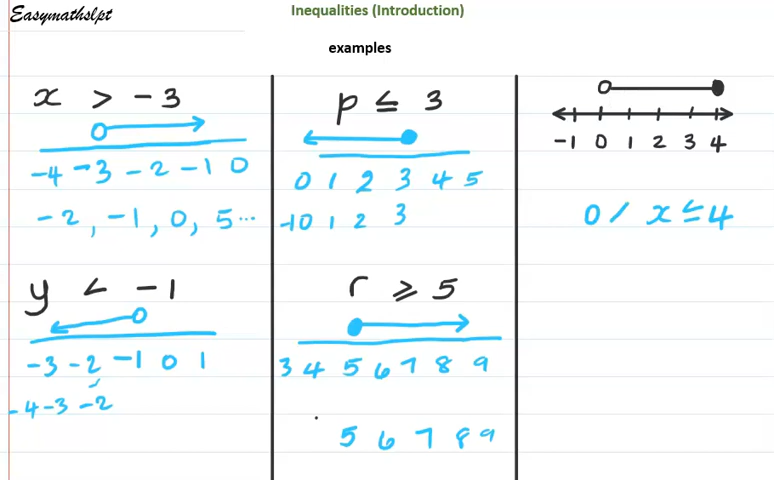 Easymathslpt
Inequalities (Introduction)
examples
x > -3
-4 -3 -2 -1 0
-2, -1, 0, 5...
y < -1
-3 -2 -1 0 1
-4 -3 -2
p ≤ 3
0 1 2 3 4 5
-10 1 2 3
r ≥ 5
3 4 5 6 7 8 9
5 6 7 8 9
-1 0 1 2 3 4
0 / x ≤ 4